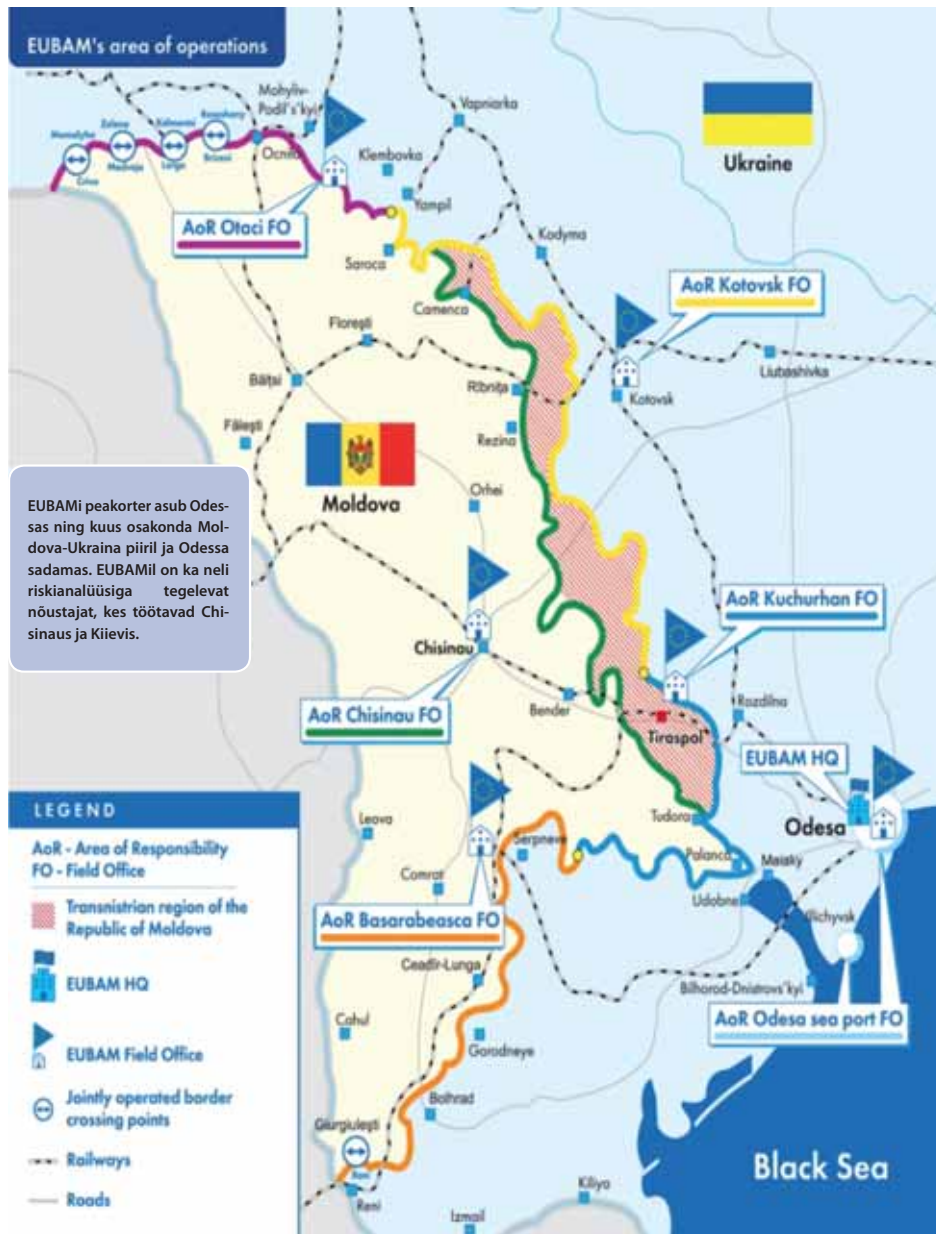 EUBAM's area of operations
Mohyliv-
Podil's'kyi
Vapniarka
Ukraine
Mamalyha
Zelena
Kelmentsi
Rososhany
Criva
Medveja
Larga
Briceni
Ocnita
Klembovka
Yampil
AoR Otaci FO
Soroca
Kodyma
AoR Kotovsk FO
Camenca
Floreşti
Liubashivka
Bălţsi
Rîbniţa
Kotovsk
Făleşti
Rezina
Moldova
Orhei
EUBAMi peakorter asub Odes-
sas ning kuus osakonda Mol-
dova-Ukraina piiril ja Odessa
sadamas. EUBAMil on ka neli
riskianalüüsiga tegelevat
nõustajat, kes töötavad Chi-
sinaus ja Kiievis.
AoR Kuchurhan FO
Chisinau
AoR Chisinau FO
Bender
Tiraspol
Rozdilna
EUBAM HQ
Odesa
Tudora
Leova
Serpneve
Palanca
Maiaky
Comrat
Udobne
Illichyvsk
AoR Basarabeasca FO
Ceadîr-Lunga
Bilhorod-Dnistrovs'kyi
AoR Odesa sea port FO
Cahul
Gorodneye
Bolhrad
Giurgiuleşti
Reni
Reni
Izmail
Kiliya
Black Sea
LEGEND
AoR - Area of Responsibility
FO - Field Office
Transnistrian region of the
Republic of Moldova
EUBAM HQ
EUBAM Field Office
Jointly operated border
crossing points
Railways
Roads